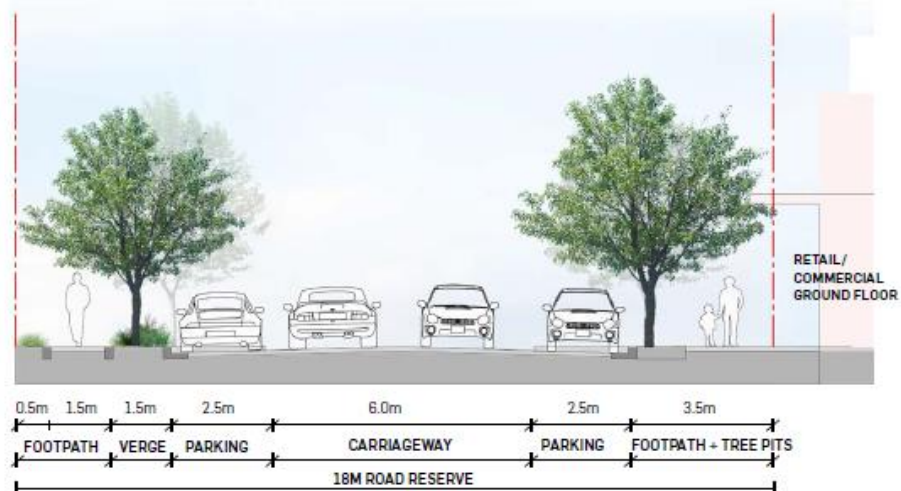 RETAIL/
COMMERCIAL
GROUND FLOOR
0.5m 1.5m 1.5m 2.5m 6.0m 2.5m 3.5m
FOOTPATH VERGE PARKING CARRIAGEWAY PARKING FOOTPATH + TREE PITS
18M ROAD RESERVE